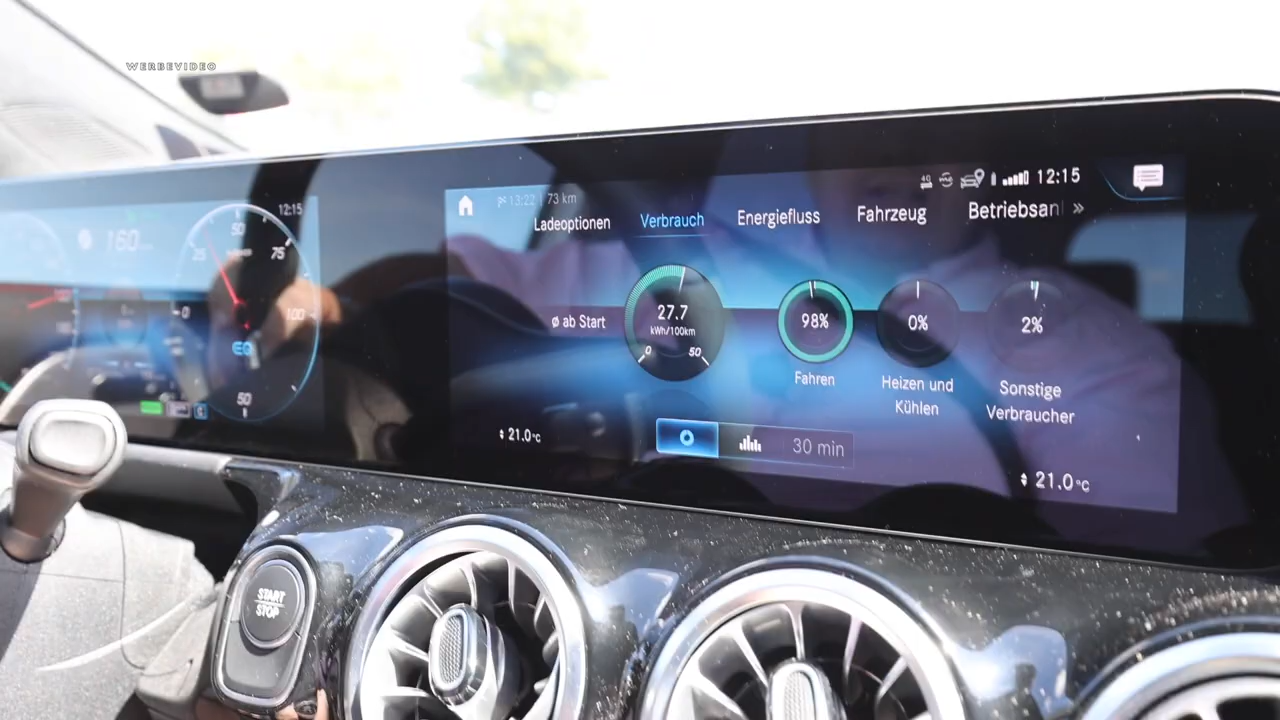 WERBEVIDEO
12:15
160
50
75
100
0
25
50
EQ
13:22 | 73 km
4G
12:15
Ladeoptionen Verbrauch Energiefluss Fahrzeug Betriebsan »
ø ab Start
27.7
kWh/100km
0 50
98%
0%
2%
Fahren
Heizen und
Kühlen
Sonstige
Verbraucher
30 min
21.0°C
21.0°C
START
STOP